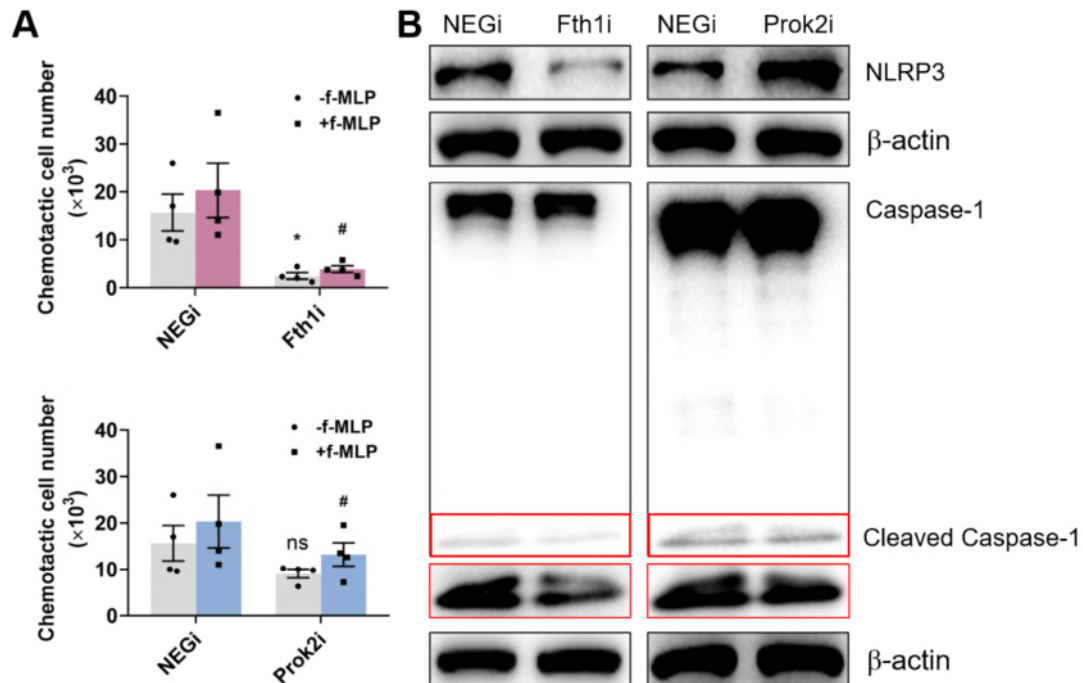 A
Chemotactic cell number
(×10³)
40
30
20
10
0
-f-MLP
+f-MLP
*
#
NEGi
Fth1i
Chemotactic cell number
(×10³)
40
30
20
10
0
-f-MLP
+f-MLP
ns
#
NEGi
Prok2i
B
NEGi Fth1i NEGi Prok2i
NLRP3
β-actin
Caspase-1
Cleaved Caspase-1
β-actin